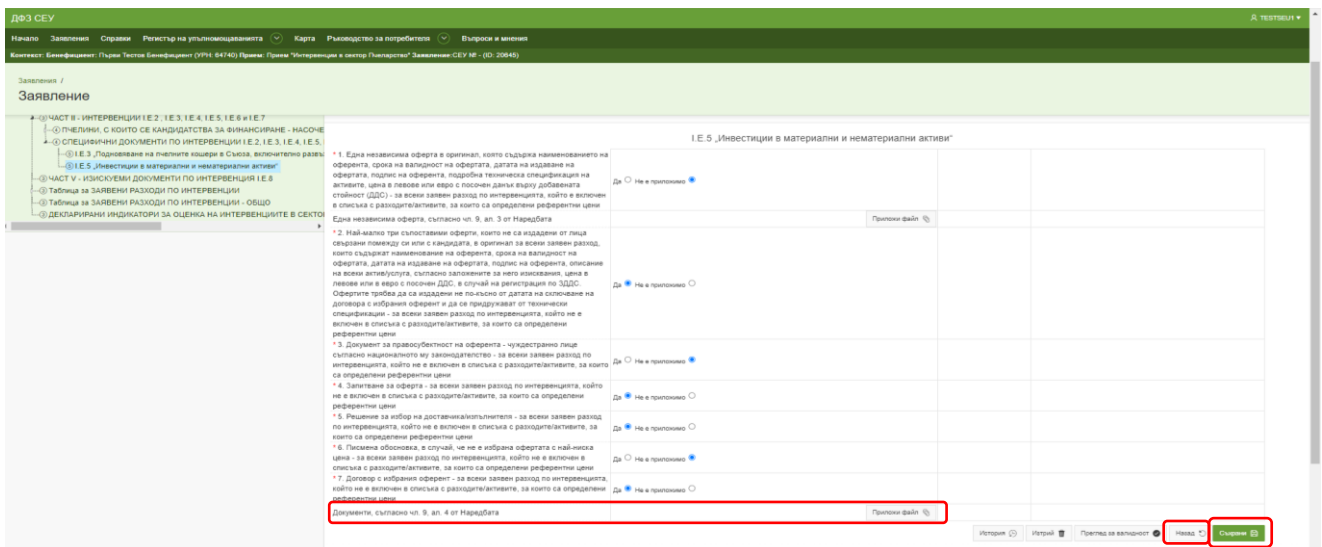 ДФЗ СЕУ
TESTSEU1
Начало Заявления Справки Регистър на упълномощаванията Карта Ръководство за потребителя Въпроси и мнения
Контекст: Бенефициент: Първи Тестов Бенефициент (УРН: 64740) Прием: Прием "Интервенции в сектор Пчеларство" Заявление:СЕУ № - (ID: 20645)
Заявления /
Заявление
ЧАСТ II - ИНТЕРВЕНЦИИ I.E.2 , I.E.3, I.E.4, I.E.5, I.E.6 и I.E.7
ПЧЕЛИНИ, С КОИТО СЕ КАНДИДАТСТВА ЗА ФИНАНСИРАНЕ - НАСОЧЕ
СПЕЦИФИЧНИ ДОКУМЕНТИ ПО ИНТЕРВЕНЦИИ I.E.2, I.E.3, I.E.4, I.E.5,
I.E.3 „Подновяване на пчелните кошери в Съюза, включително развъ
I.E.5 „Инвестиции в материални и нематериални активи"
ЧАСТ V - ИЗИСКУЕМИ ДОКУМЕНТИ ПО ИНТЕРВЕНЦИЯ I.E.8
Таблица за ЗАЯВЕНИ РАЗХОДИ ПО ИНТЕРВЕНЦИИ
Таблица за ЗАЯВЕНИ РАЗХОДИ ПО ИНТЕРВЕНЦИИ - ОБЩО
ДЕКЛАРИРАНИ ИНДИКАТОРИ ЗА ОЦЕНКА НА ИНТЕРВЕНЦИИТЕ В СЕКТО
I.E.5 „Инвестиции в материални и нематериални активи"
* 1. Една независима оферта в оригинал, която съдържа наименованието на
оферента, срока на валидност на офертата, датата на издаване на
офертата, подпис на оферента, подробна техническа спецификация на
активите, цена в левове или евро с посочен данък върху добавената
стойност (ДДС) - за всеки заявен разход по интервенцията, който е включен
в списъка с разходите/активите, за които са определени референтни цени
Да Не е приложимо
Една независима оферта, съгласно чл. 9, ал. 3 от Наредбата
Приложи файл
* 2. Най-малко три съпоставими оферти, които не са издадени от лица
свързани помежду си или с кандидата, в оригинал за всеки заявен разход,
които съдържат наименование на оферента, срока на валидност на
офертата, датата на издаване на офертата, подпис на оферента, описание
на всеки актив/услуга, съгласно заложените за него изисквания, цена в
левове или в евро с посочен ДДС, в случай на регистрация по ЗДДС.
Офертите трябва да са издадени не по-късно от датата на сключване на
договора с избрания оферент и да се придружават от технически
спецификации - за всеки заявен разход по интервенцията, който не е
включен в списъка с разходите/активите, за които са определени
референтни цени
Да Не е приложимо
* 3. Документ за правосубектност на оферента - чуждестранно лице
съгласно националното му законодателство - за всеки заявен разход по
интервенцията, който не е включен в списъка с разходите/активите, за които
са определени референтни цени
Да Не е приложимо
* 4. Запитване за оферта - за всеки заявен разход по интервенцията, който
не е включен в списъка с разходите/активите, за които са определени
референтни цени
Да Не е приложимо
* 5. Решение за избор на доставчика/изпълнителя - за всеки заявен разход
по интервенцията, който не е включен в списъка с разходите/активите, за
които са определени референтни цени
Да Не е приложимо
* 6. Писмена обосновка, в случай, че не е избрана офертата с най-ниска
цена - за всеки заявен разход по интервенцията, който не е включен в
списъка с разходите/активите, за които са определени референтни цени
Да Не е приложимо
* 7. Договор с избрания оферент - за всеки заявен разход по интервенцията,
който не е включен в списъка с разходите/активите, за които са определени
референтни цени
Да Не е приложимо
Документи, съгласно чл. 9, ал. 4 от Наредбата
Приложи файл
История Изтрий Преглед за валидност Назад Съхрани